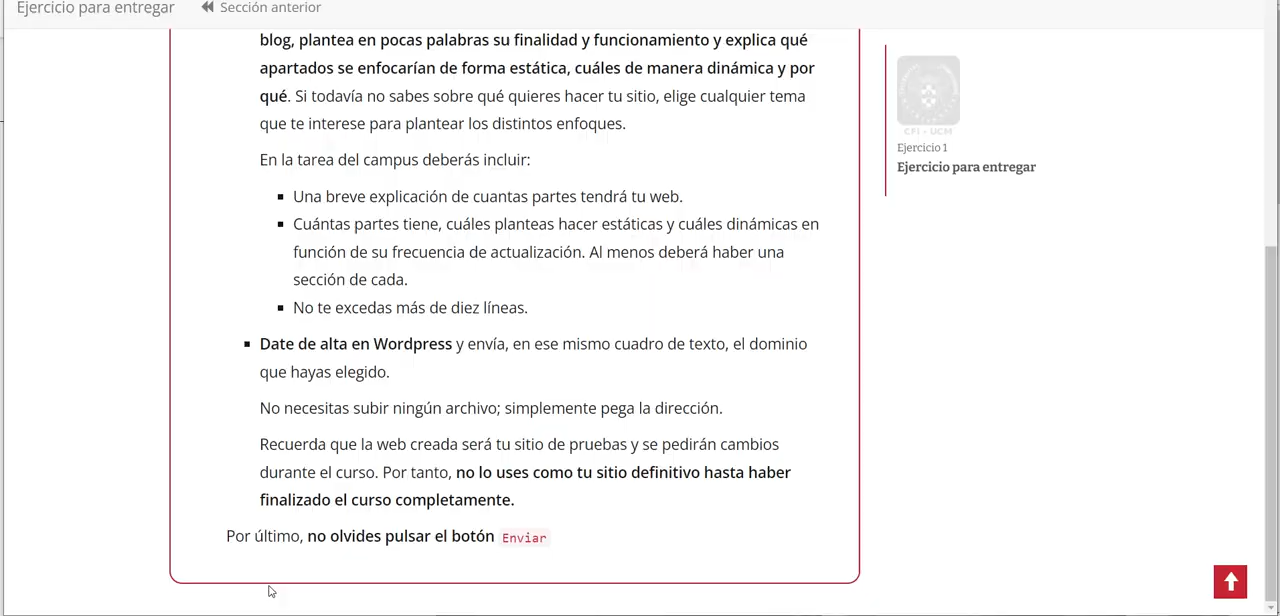 Ejercicio para entregar
Sección anterior
blog, plantea en pocas palabras su finalidad y funcionamiento y explica qué
apartados se enfocarían de forma estática, cuáles de manera dinámica y por
qué. Si todavía no sabes sobre qué quieres hacer tu sitio, elige cualquier tema
que te interese para plantear los distintos enfoques.
En la tarea del campus deberás incluir:
Una breve explicación de cuantas partes tendrá tu web.
Cuántas partes tiene, cuáles planteas hacer estáticas y cuáles dinámicas en
función de su frecuencia de actualización. Al menos deberá haber una
sección de cada.
No te excedas más de diez líneas.
Date de alta en Wordpress y envía, en ese mismo cuadro de texto, el dominio
que hayas elegido.
No necesitas subir ningún archivo; simplemente pega la dirección.
Recuerda que la web creada será tu sitio de pruebas y se pedirán cambios
durante el curso. Por tanto, no lo uses como tu sitio definitivo hasta haber
finalizado el curso completamente.
Por último, no olvides pulsar el botón Enviar
CFI - UCM
Ejercicio 1
Ejercicio para entregar